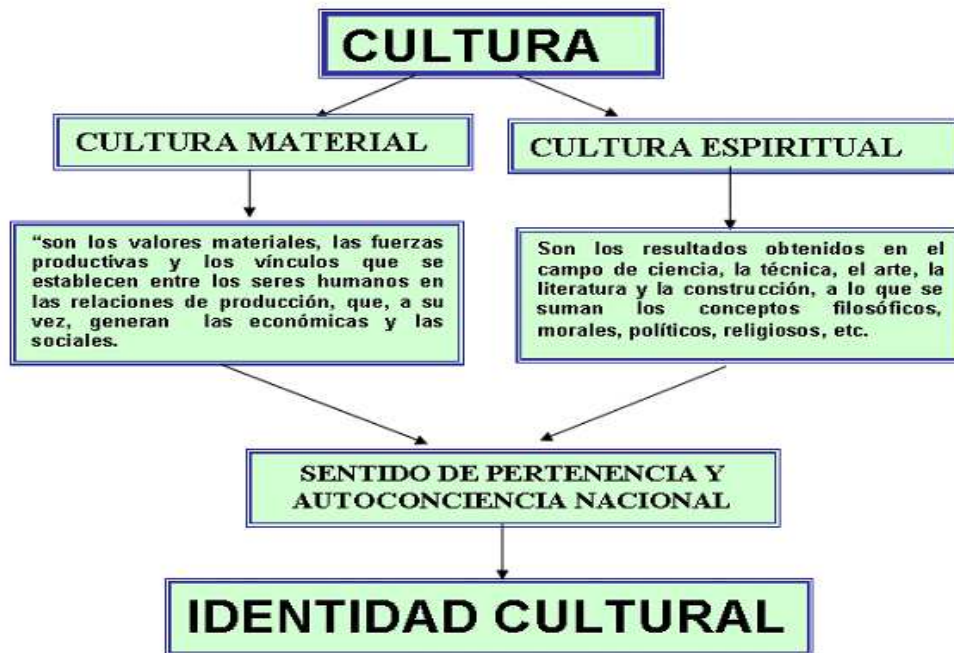 CULTURA
CULTURA MATERIAL
CULTURA ESPIRITUAL
“son los valores materiales, las fuerzas
productivas y los vínculos que se
establecen entre los seres humanos en
las relaciones de producción, que, a su
vez, generan las económicas y las
sociales.
Son los resultados obtenidos en el
campo de ciencia, la técnica, el arte, la
literatura y la construcción, a lo que se
suman los conceptos filosóficos,
morales, políticos, religiosos, etc.
SENTIDO DE PERTENENCIA Y
AUTOCONCIENCIA NACIONAL
IDENTIDAD CULTURAL